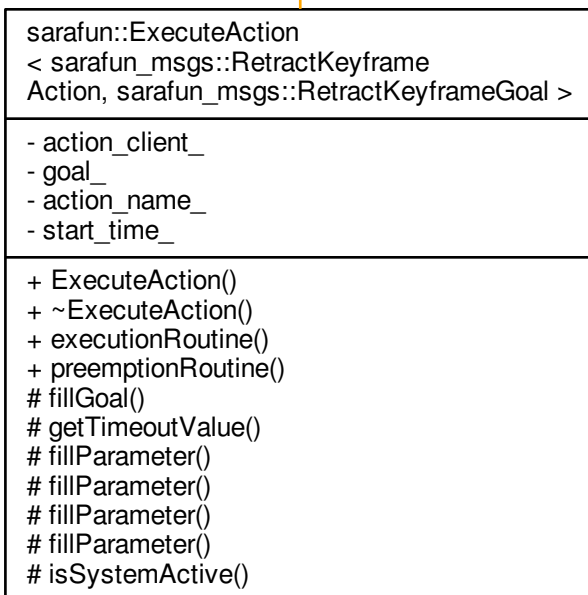 sarafun::ExecuteAction
< sarafun_msgs::RetractKeyframe
Action, sarafun_msgs::RetractKeyframeGoal >
- action_client_
- goal_
- action_name_
- start_time_
+ ExecuteAction()
+ ~ExecuteAction()
+ executionRoutine()
+ preemptionRoutine()
# fillGoal()
# getTimeoutValue()
# fillParameter()
# fillParameter()
# fillParameter()
# fillParameter()
# isSystemActive()